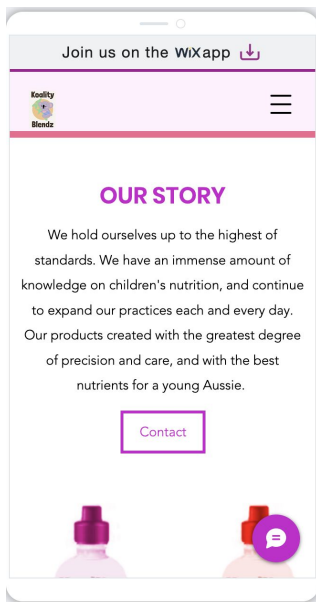 Join us on the WiX app
Koality
Blendz
OUR STORY
We hold ourselves up to the highest of
standards. We have an immense amount of
knowledge on children's nutrition, and continue
to expand our practices each and every day.
Our products created with the greatest degree
of precision and care, and with the best
nutrients for a young Aussie.
Contact